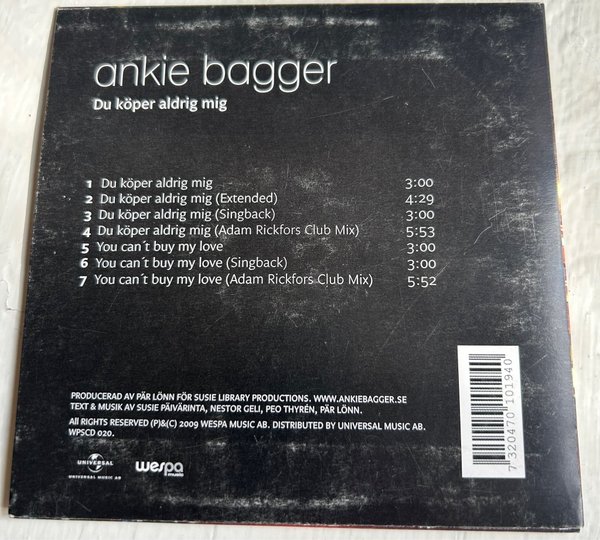 ankie bagger
Du köper aldrig mig
1 Du köper aldrig mig 3:00
2 Du köper aldrig mig (Extended) 4:29
3 Du köper aldrig mig (Singback) 3:00
4 Du köper aldrig mig (Adam Rickfors Club Mix) 5:53
5 You can´t buy my love 3:00
6 You can´t buy my love (Singback) 3:00
7 You can´t buy my love (Adam Rickfors Club Mix) 5:52
PRODUCERAD AV PÄR LÖNN FÖR SUSIE LIBRARY PRODUCTIONS. WWW.ANKIEBAGGER.SE
TEXT & MUSIK AV SUSIE PÄIVÄRINTA, NESTOR GELI, PEO THYRÉN, PÄR LÖNN.
All RIGHTS RESERVED (P)&(C) 2009 WESPA MUSIC AB. DISTRIBUTED BY UNIVERSAL MUSIC AB.
WPSCD 020.
UNIVERSAL
UNIVERSAL MUSIC AB
wespa
music
7 320470 101940